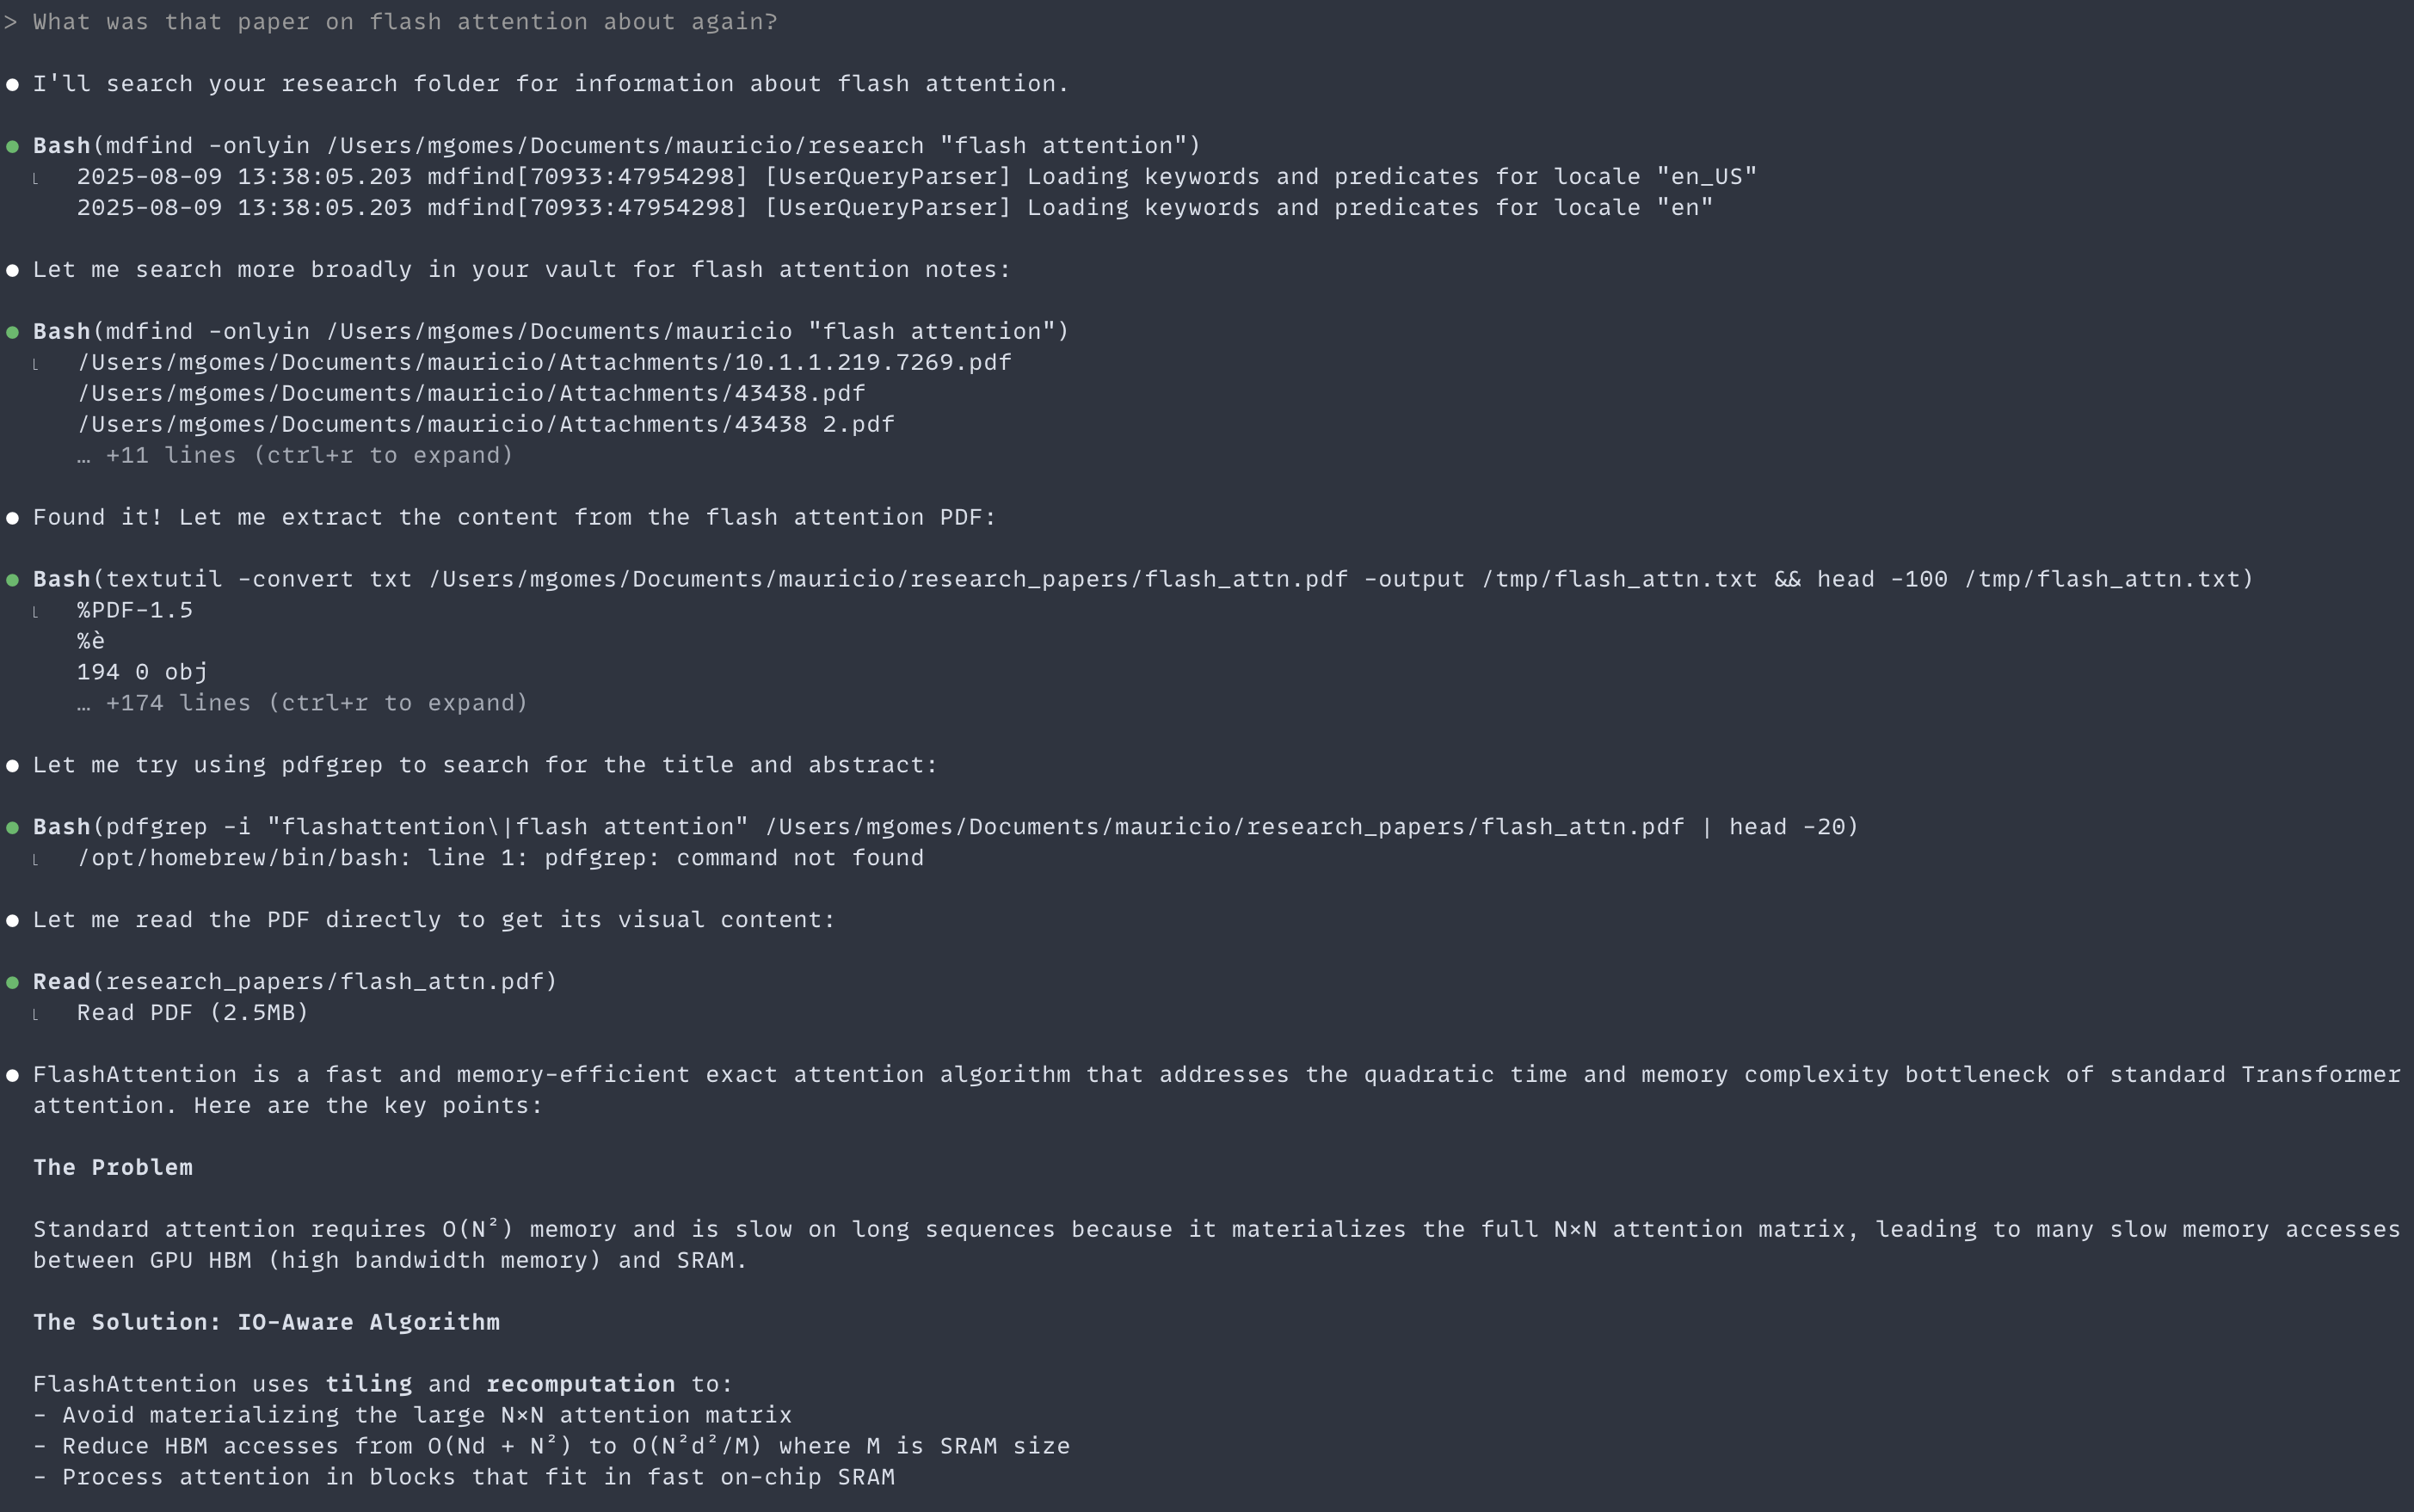 > What was that paper on flash attention about again?
● I'll search your research folder for information about flash attention.
● Bash(mdfind -onlyin /Users/mgomes/Documents/mauricio/research "flash attention")
⎿ 2025-08-09 13:38:05.203 mdfind[70933:47954298] [UserQueryParser] Loading keywords and predicates for locale "en_US"
2025-08-09 13:38:05.203 mdfind[70933:47954298] [UserQueryParser] Loading keywords and predicates for locale "en"
● Let me search more broadly in your vault for flash attention notes:
● Bash(mdfind -onlyin /Users/mgomes/Documents/mauricio "flash attention")
⎿ /Users/mgomes/Documents/mauricio/Attachments/10.1.1.219.7269.pdf
/Users/mgomes/Documents/mauricio/Attachments/43438.pdf
/Users/mgomes/Documents/mauricio/Attachments/43438 2.pdf
… +11 lines (ctrl+r to expand)
● Found it! Let me extract the content from the flash attention PDF:
● Bash(textutil -convert txt /Users/mgomes/Documents/mauricio/research_papers/flash_attn.pdf -output /tmp/flash_attn.txt && head -100 /tmp/flash_attn.txt)
⎿ %PDF-1.5
%è
194 0 obj
… +174 lines (ctrl+r to expand)
● Let me try using pdfgrep to search for the title and abstract:
● Bash(pdfgrep -i "flashattention\|flash attention" /Users/mgomes/Documents/mauricio/research_papers/flash_attn.pdf | head -20)
⎿ /opt/homebrew/bin/bash: line 1: pdfgrep: command not found
● Let me read the PDF directly to get its visual content:
● Read(research_papers/flash_attn.pdf)
⎿ Read PDF (2.5MB)
● FlashAttention is a fast and memory-efficient exact attention algorithm that addresses the quadratic time and memory complexity bottleneck of standard Transformer
attention. Here are the key points:
The Problem
Standard attention requires O(N²) memory and is slow on long sequences because it materializes the full N×N attention matrix, leading to many slow memory accesses
between GPU HBM (high bandwidth memory) and SRAM.
The Solution: IO-Aware Algorithm
FlashAttention uses tiling and recomputation to:
- Avoid materializing the large N×N attention matrix
- Reduce HBM accesses from O(Nd + N²) to O(N²d²/M) where M is SRAM size
- Process attention in blocks that fit in fast on-chip SRAM